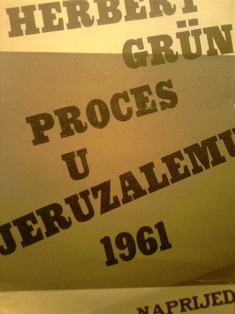 HERBERT
GRÜN
PROCES
U
JERUZALEMU
1961
NAPRIJED